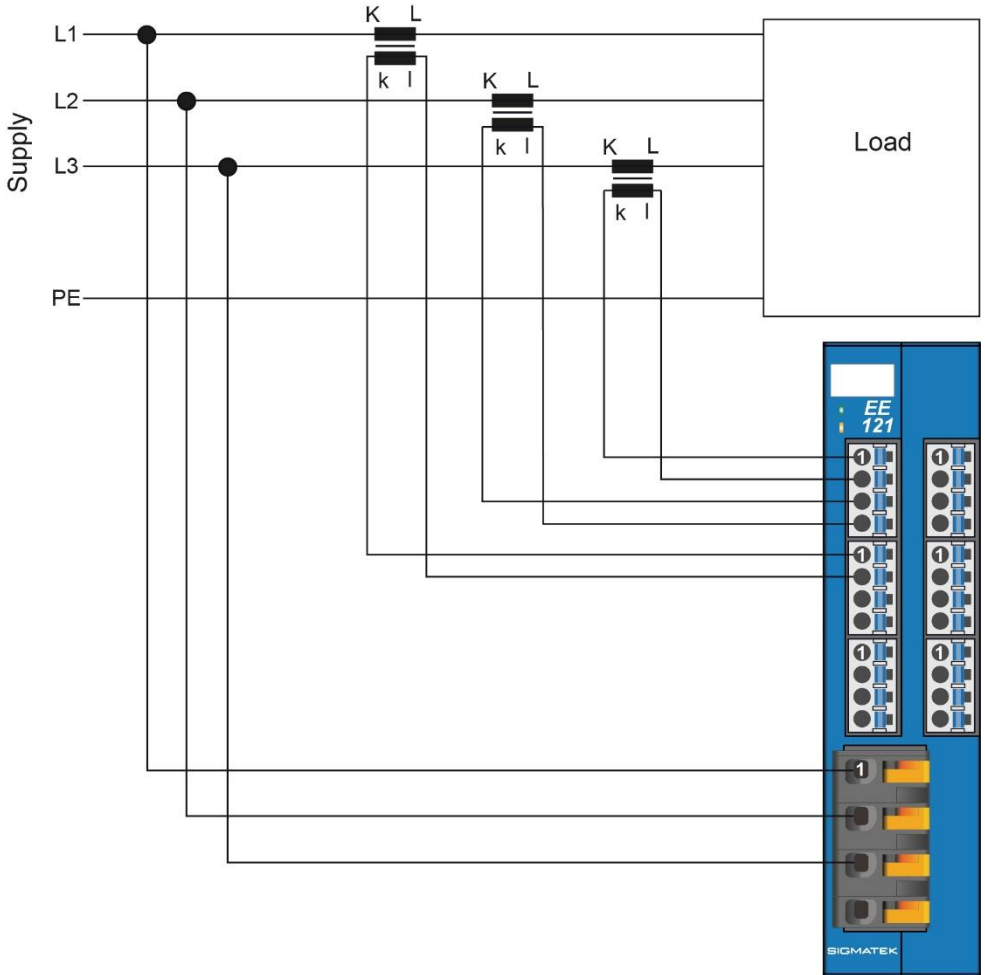 K L
L1
k l
K L
L2
k l
Supply
K L
L3
k l
Load
PE
EE
121
1 1
1 1
1 1
1
SIGMATEK